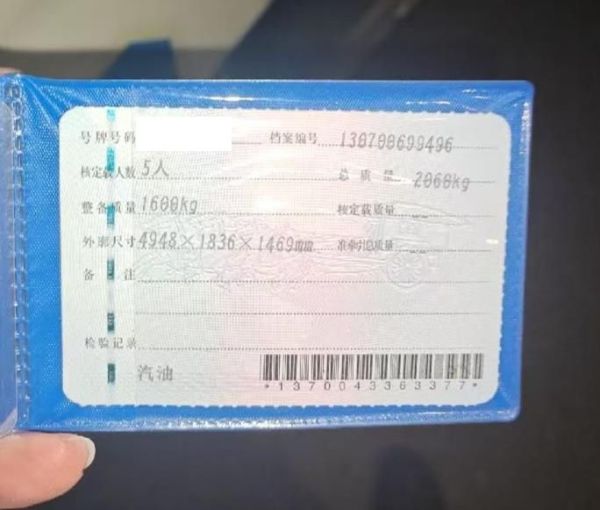 号牌号码 档案编号 130700699496
核定载人数 5人 总质量 2060kg
整备质量 1600kg 核定载质量 --
外廓尺寸 4948×1836×1469mm 准牵引总质量 --
备注
检验记录
汽油
*1370043363377*